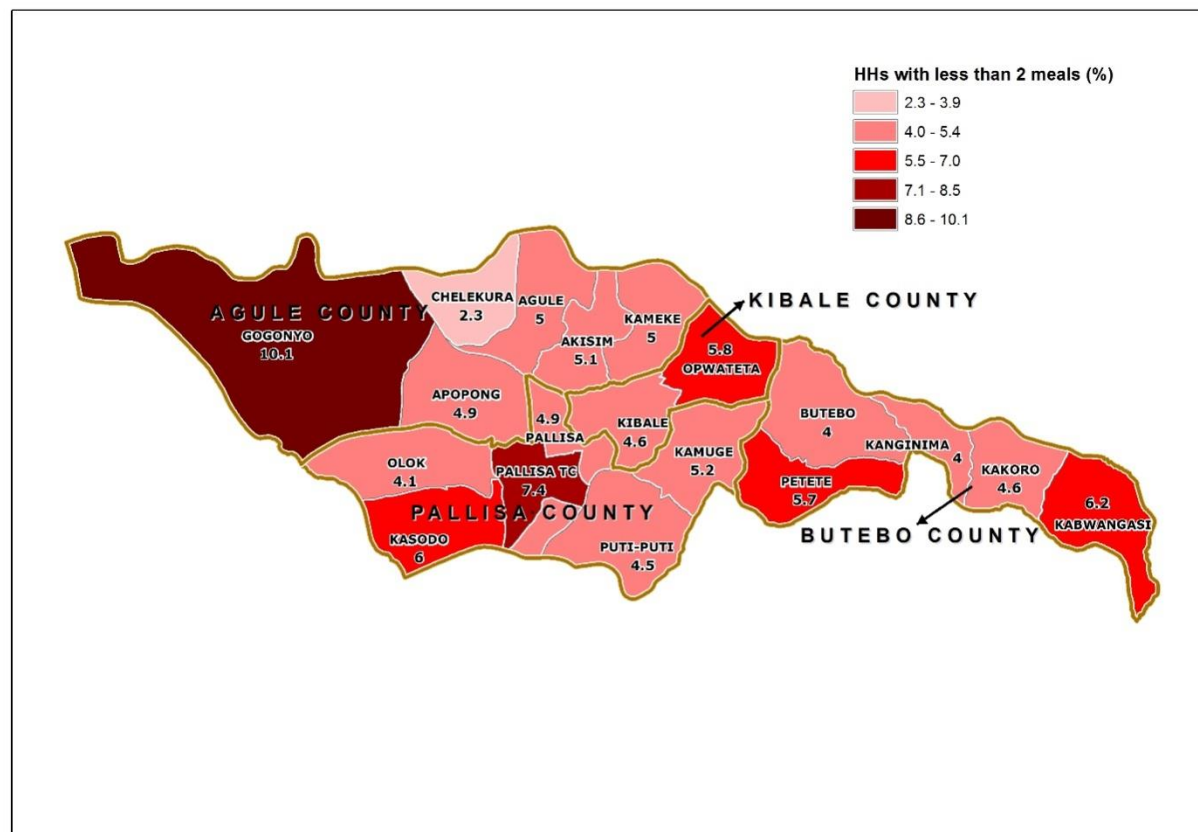 HHs with less than 2 meals (%)
2.3 - 3.9
4.0 - 5.4
5.5 - 7.0
7.1 - 8.5
8.6 - 10.1
AGULE COUNTY
GOGONYO
10.1
CHELEKURA
2.3
AGULE
5
AKISIM
5.1
KAMEKE
5
KIBALE COUNTY
5.8
OPWATETA
APOPONG
4.9
4.9
PALLISA
KIBALE
4.6
KAMUGE
5.2
BUTEBO
4
KANGINIMA 4
KAKORO
4.6
6.2
KABWANGASI
PETETE
5.7
BUTEBO COUNTY
OLOK
4.1
PALLISA TC
7.4
PALLISA COUNTY
KASODO
6
PUTI-PUTI
4.5